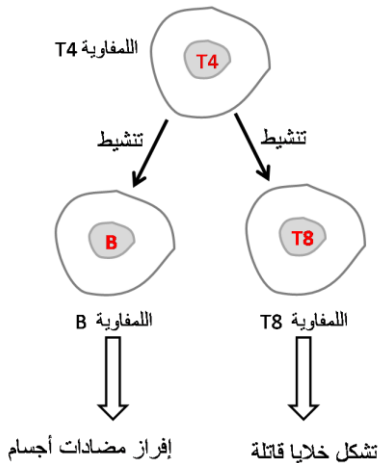 اللمفاوية T4
T4
تنشيط
تنشيط
T8
B
اللمفاوية T8
اللمفاوية B
تشكل خلايا قاتلة
إفراز مضادات أجسام